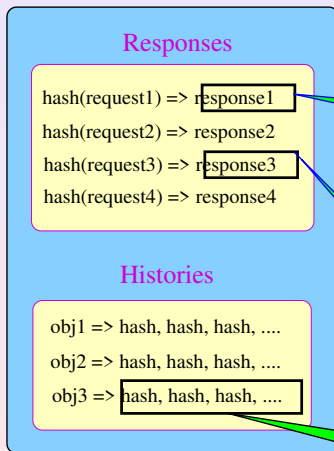 Responses
hash(request1) => response1
hash(request2) => response2
hash(request3) => response3
hash(request4) => response4
Histories
obj1 => hash, hash, hash, ....
obj2 => hash, hash, hash, ....
obj3 => hash, hash, hash, ....